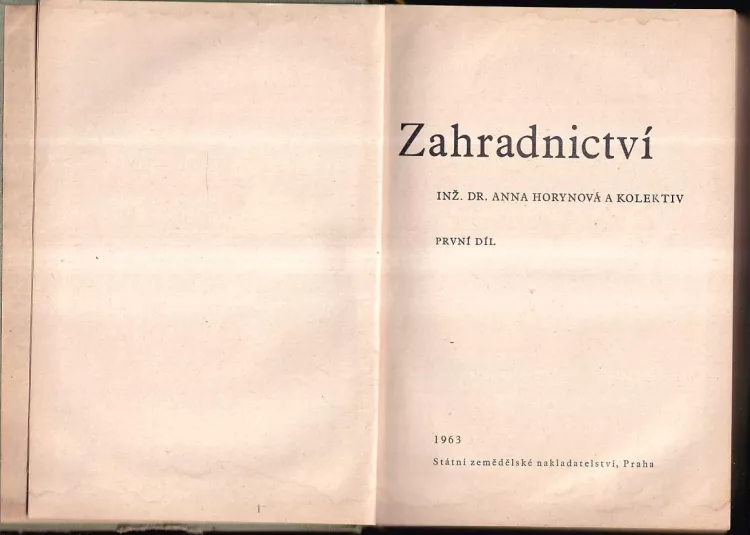 Zahradnictví
INŽ. DR. ANNA HORYNOVÁ A KOLEKTIV
PRVNÍ DÍL
1963
Státní zemědělské nakladatelství, Praha